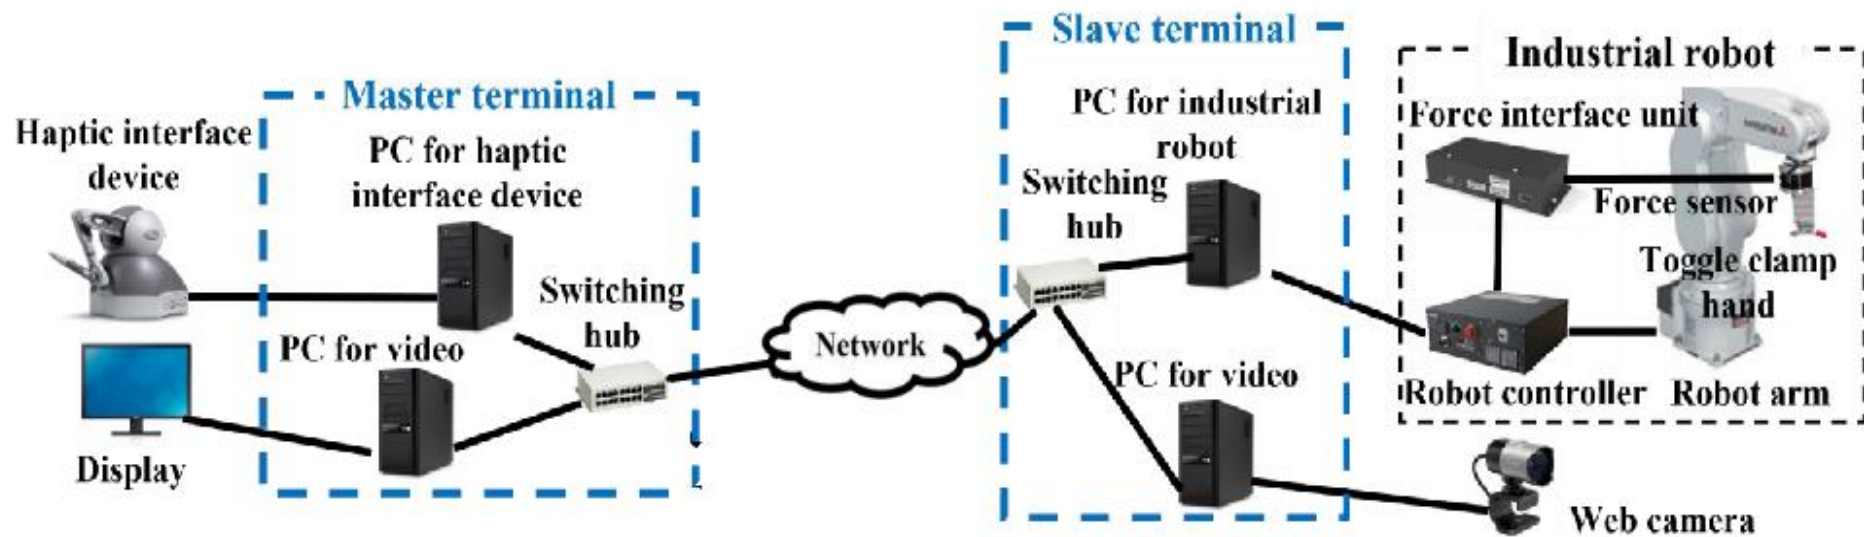 Master terminal
Haptic interface
device
PC for haptic
interface device
Switching
hub
PC for video
Display
Network
Slave terminal
PC for industrial
robot
Switching
hub
PC for video
Industrial robot
Force interface unit
Force sensor
Toggle clamp
hand
Robot controller
Robot arm
Web camera